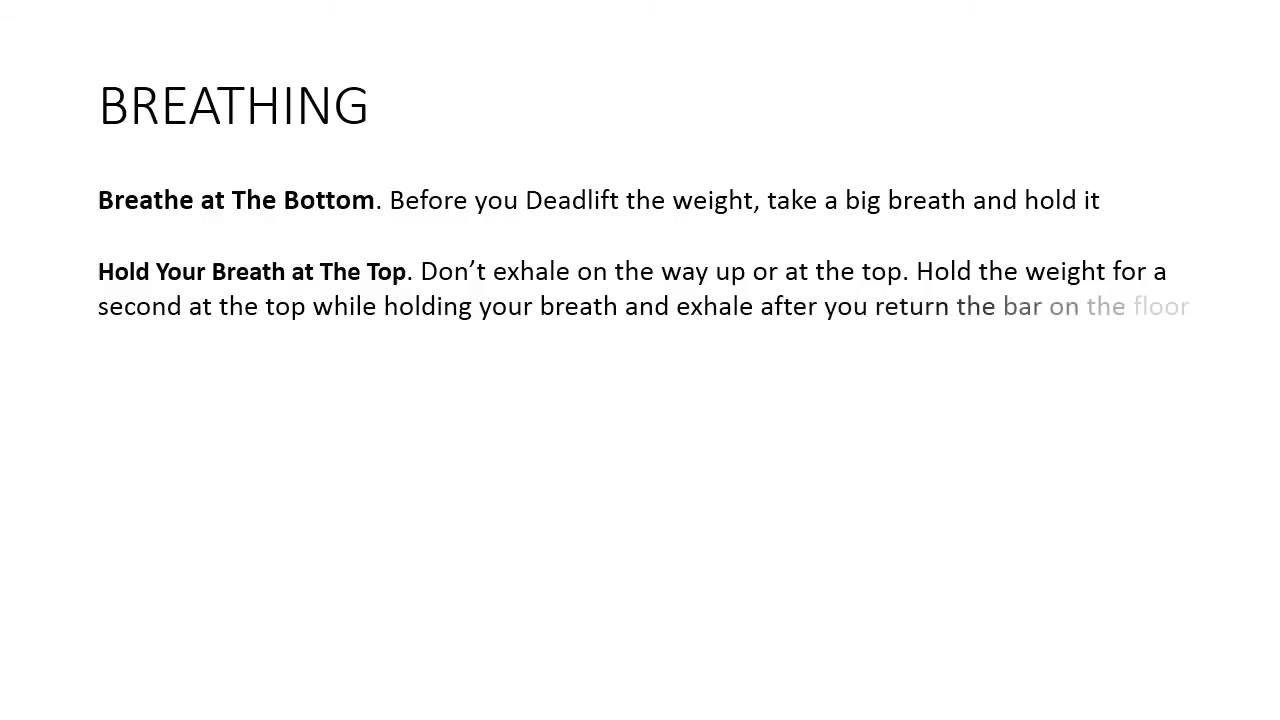 BREATHING
Breathe at The Bottom. Before you Deadlift the weight, take a big breath and hold it
Hold Your Breath at The Top. Don’t exhale on the way up or at the top. Hold the weight for a
second at the top while holding your breath and exhale after you return the bar on the floor